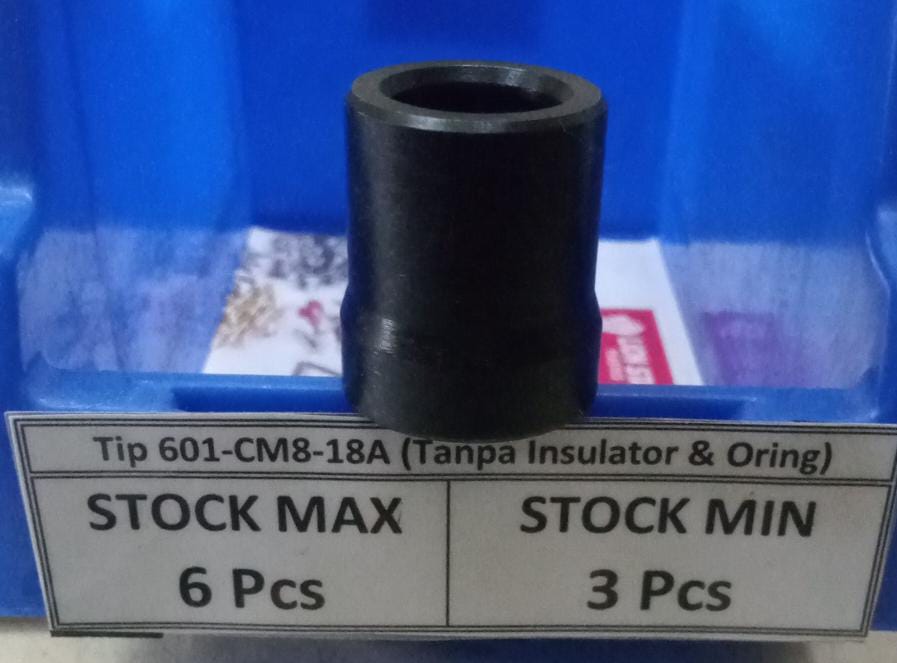 Tip 601-CM8-18A (Tanpa Insulator & Oring)
STOCK MAX
6 Pcs
STOCK MIN
3 Pcs